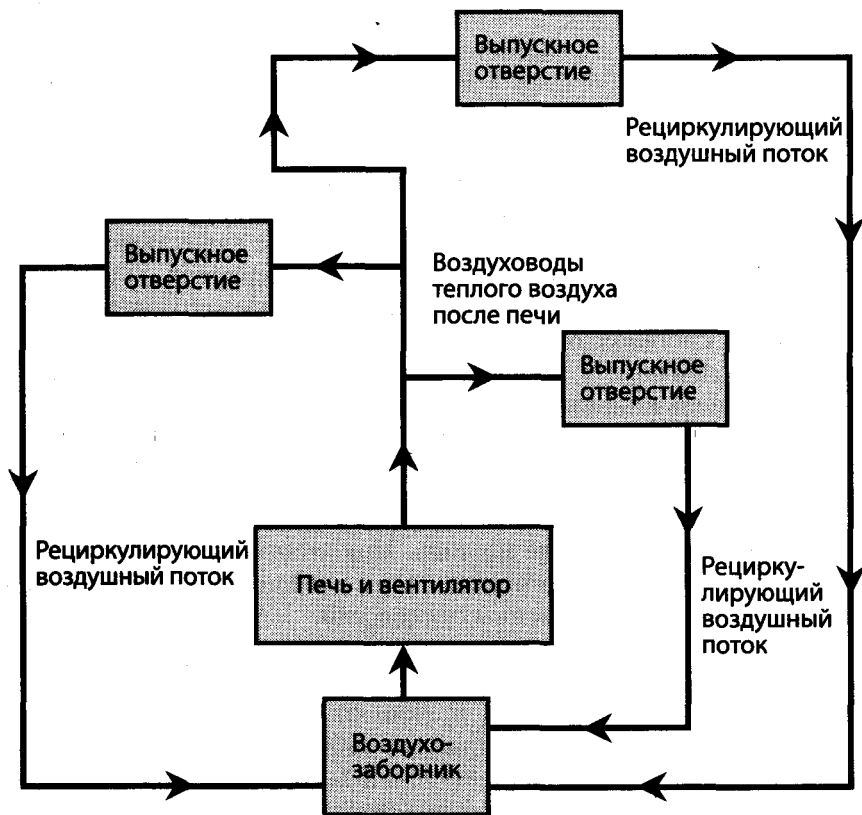 Выпускное
отверстие
Рециркулирующий
воздушный поток
Выпускное
отверстие
Воздуховоды
теплого воздуха
после печи
Выпускное
отверстие
Рециркулирующий
воздушный поток
Печь и вентилятор
Рецирку-
лирующий
воздушный
поток
Воздухо-
заборник